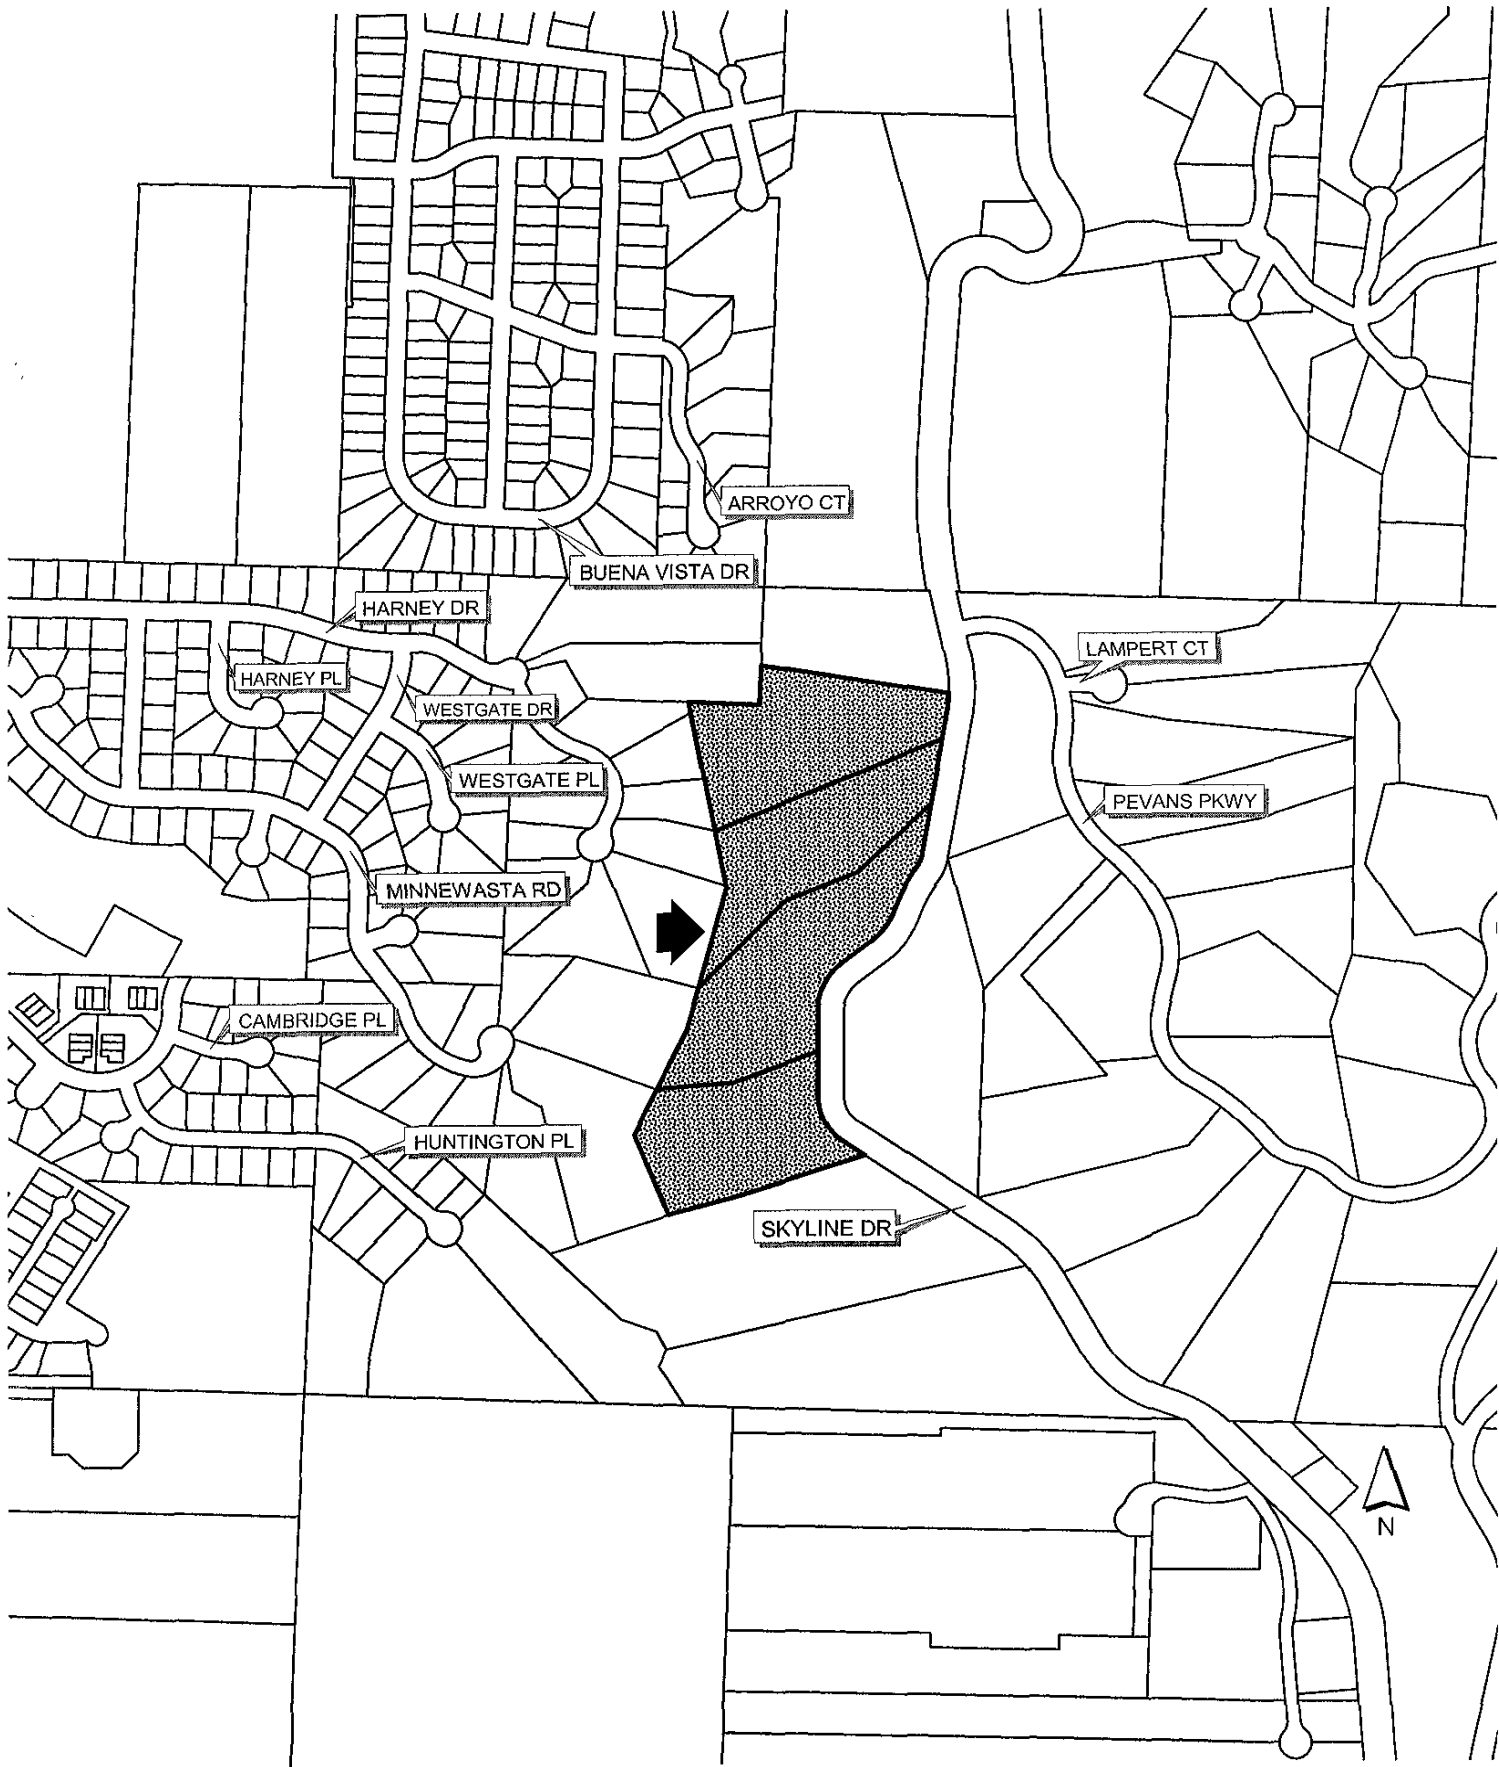 ARROYO CT
BUENA VISTA DR
HARNEY DR
LAMPERT CT
HARNEY PL
WESTGATE DR
WESTGATE PL
PEVANS PKWY
MINNEWASTA RD
CAMBRIDGE PL
HUNTINGTON PL
SKYLINE DR
N